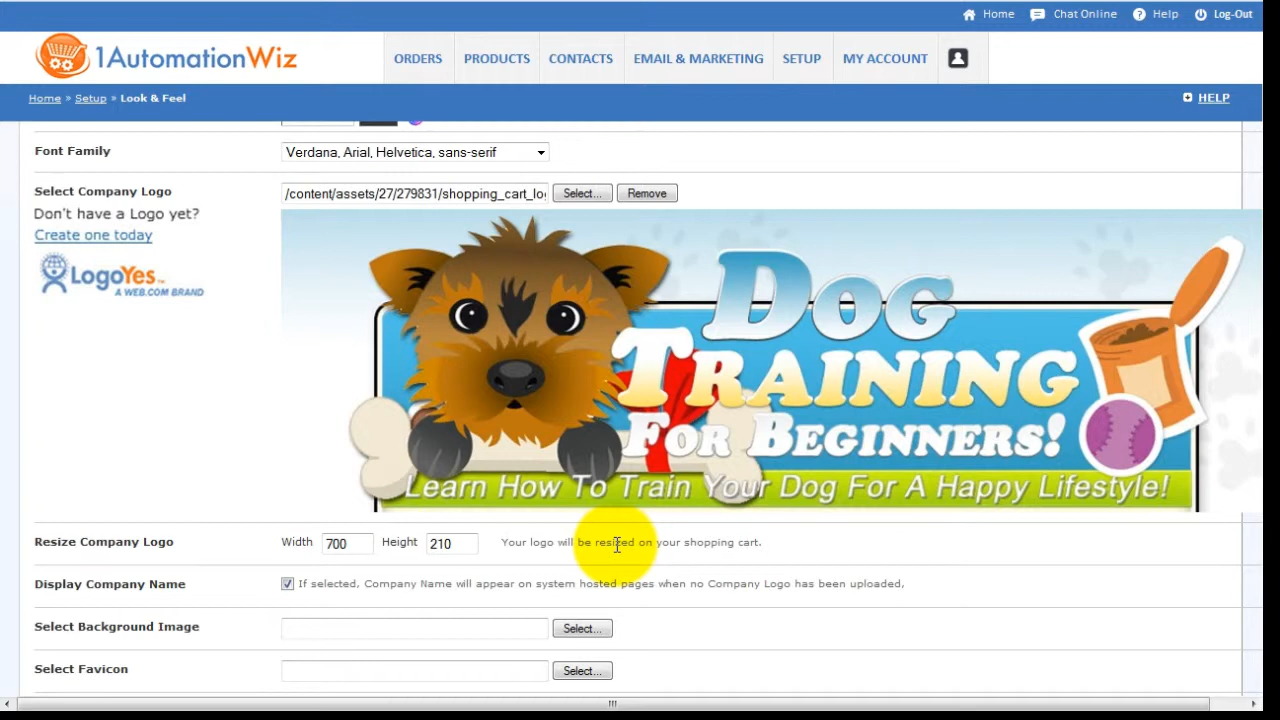 Home Chat Online Help Log-Out
1AutomationWiz ORDERS PRODUCTS CONTACTS EMAIL & MARKETING SETUP MY ACCOUNT
Home » Setup » Look & Feel HELP
Font Family Verdana, Arial, Helvetica, sans-serif
Select Company Logo /content/assets/27/279831/shopping_cart_lo Select... Remove
Don't have a Logo yet?
Create one today
LogoYes
A WEB.COM BRAND
DOG
TRAINING
FOR BEGINNERS!
Learn How To Train Your Dog For A Happy Lifestyle!
Resize Company Logo Width 700 Height 210 Your logo will be resized on your shopping cart.
Display Company Name If selected, Company Name will appear on system hosted pages when no Company Logo has been uploaded.
Select Background Image Select...
Select Favicon Select...